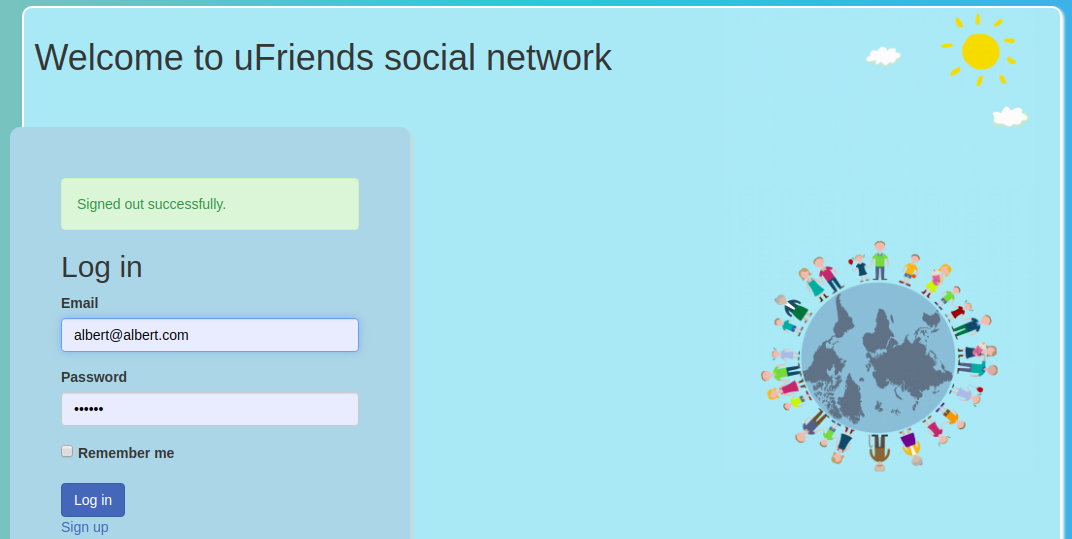 Welcome to uFriends social network
Signed out successfully.
Log in
Email
albert@albert.com
Password
••••••
Remember me
Log in
Sign up